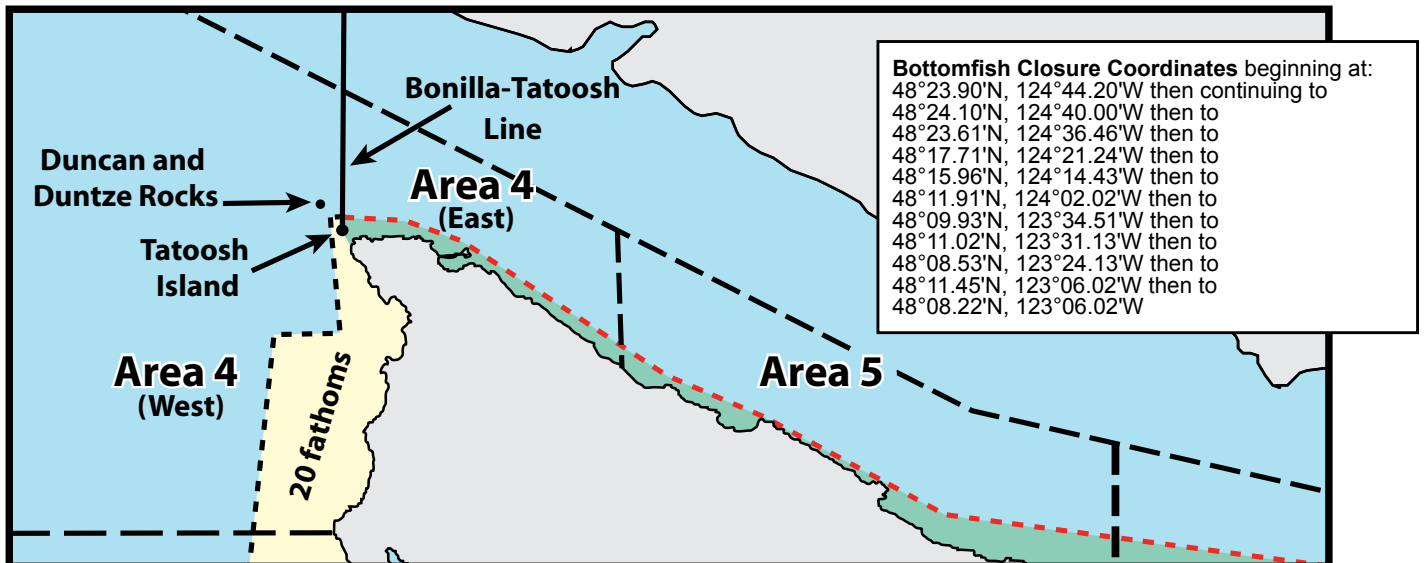 Bonilla-Tatoosh
Line
Duncan and
Duntze Rocks
Area 4
(East)
Tatoosh
Island
Area 4
(West)
20 fathoms
Area 5
Bottomfish Closure Coordinates beginning at:
48°23.90'N, 124°44.20'W then continuing to
48°24.10'N, 124°40.00'W then to
48°23.61'N, 124°36.46'W then to
48°17.71'N, 124°21.24'W then to
48°15.96'N, 124°14.43'W then to
48°11.91'N, 124°02.02'W then to
48°09.93'N, 123°34.51'W then to
48°11.02'N, 123°31.13'W then to
48°08.53'N, 123°24.13'W then to
48°11.45'N, 123°06.02'W then to
48°08.22'N, 123°06.02'W